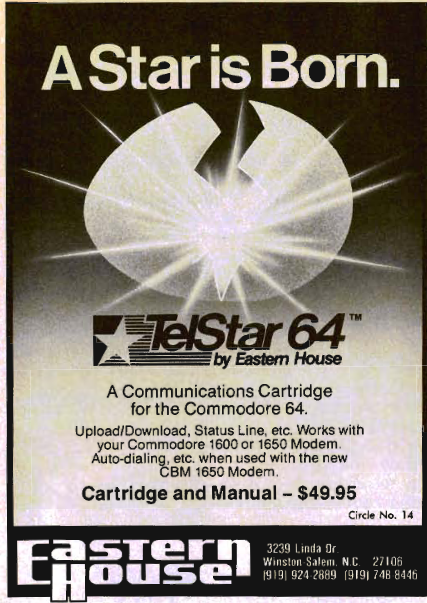 A Star is Born.
TelStar 64™
by Eastern House
A Communications Cartridge
for the Commodore 64.
Upload/Download, Status Line, etc. Works with
your Commodore 1600 or 1650 Modem.
Auto-dialing, etc. when used with the new
CBM 1650 Modem.
Cartridge and Manual – $49.95
Circle No. 14
Eastern
House
3239 Linda Dr.
Winston-Salem, N.C. 27106
(919) 924-2889 (919) 748-8446